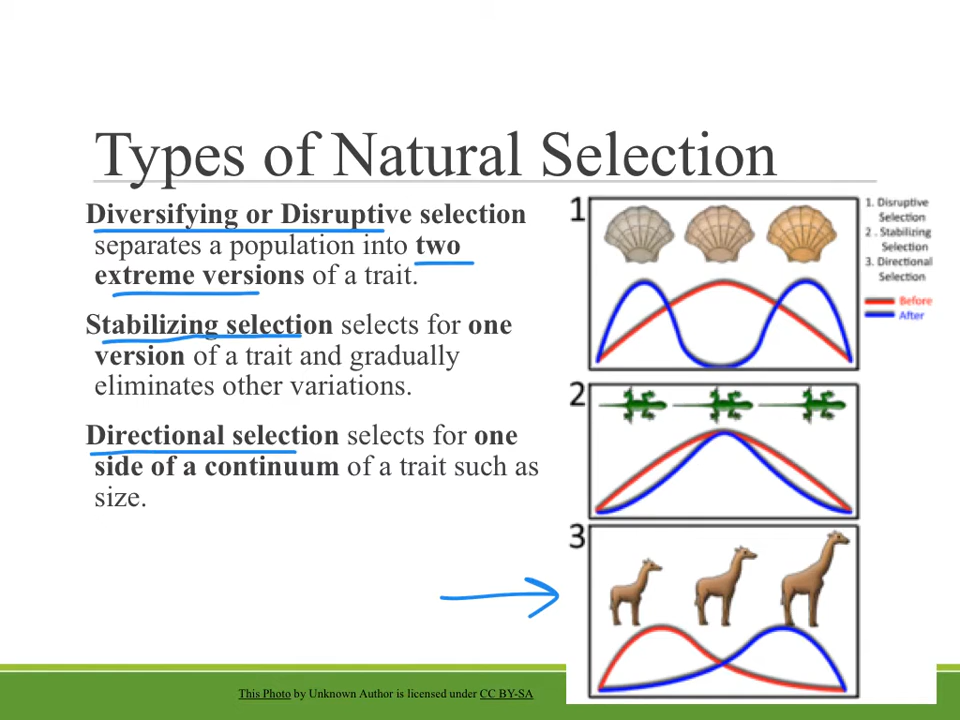 Types of Natural Selection
Diversifying or Disruptive selection
separates a population into two
extreme versions of a trait.
Stabilizing selection selects for one
version of a trait and gradually
eliminates other variations.
Directional selection selects for one
side of a continuum of a trait such as
size.
1
1. Disruptive
Selection
2 . Stabilizing
Selection
3. Directional
Selection
Before
After
2
3
This Photo by Unknown Author is licensed under CC BY-SA